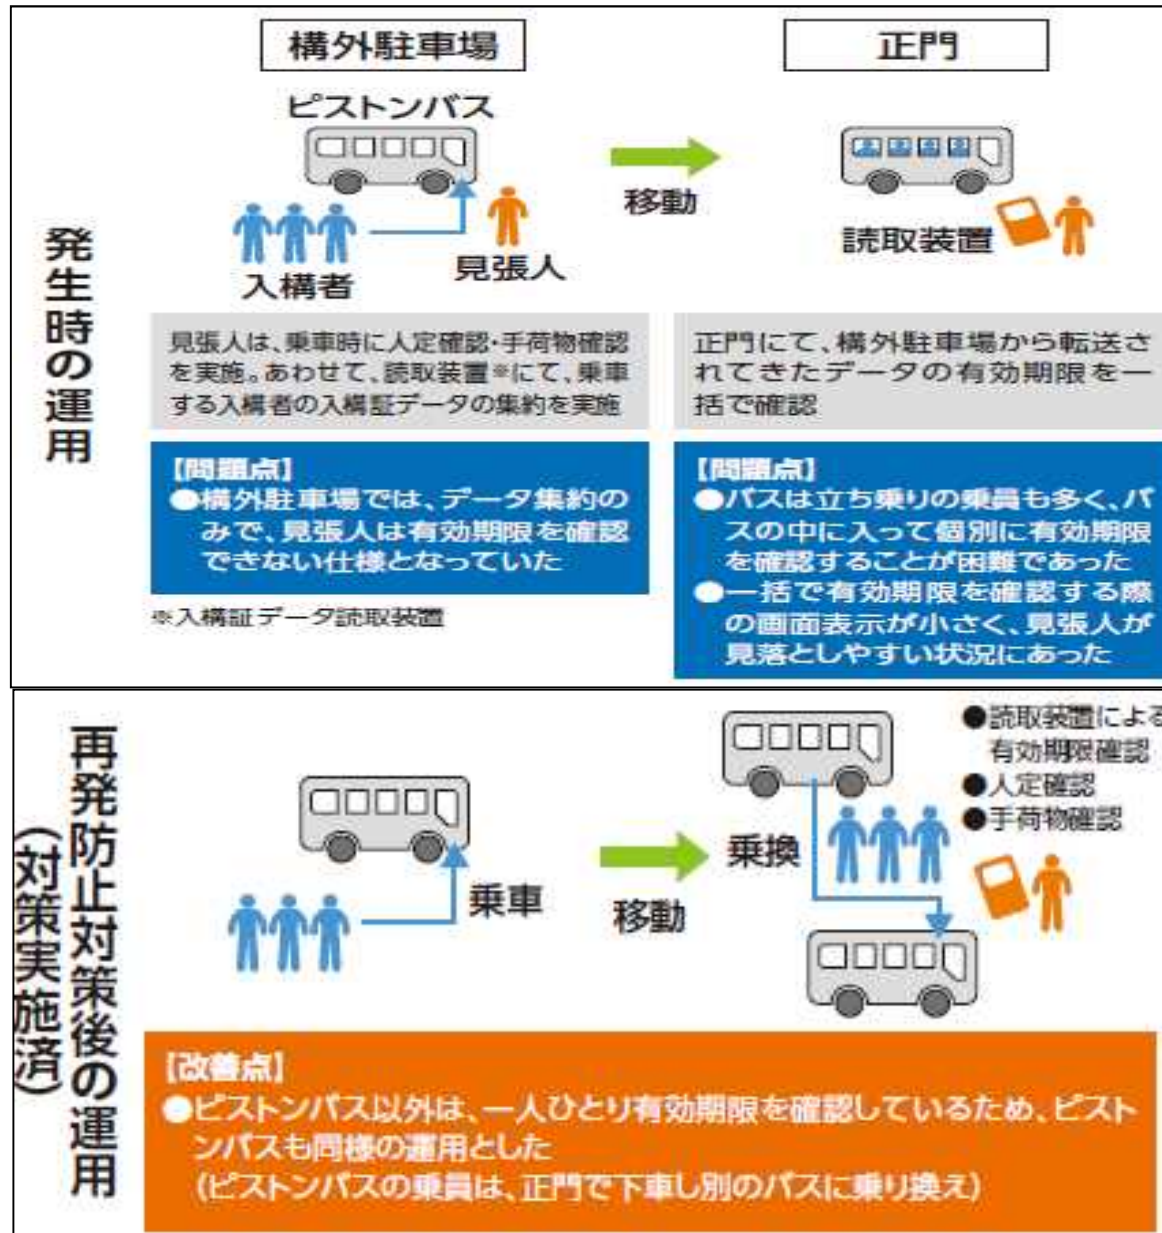 発生時の運用
構外駐車場
ピストンバス
入構者
見張人
移動
正門
読取装置
見張人は、乗車時に人定確認・手荷物確認
を実施。あわせて、読取装置※にて、乗車
する入構者の入構証データの集約を実施
正門にて、構外駐車場から転送さ
れてきたデータの有効期限を一
括で確認
【問題点】
●構外駐車場では、データ集約の
みで、見張人は有効期限を確認
できない仕様となっていた
※入構証データ読取装置
【問題点】
●バスは立ち乗りの乗員も多く、バ
スの中に入って個別に有効期限
を確認することが困難であった
●一括で有効期限を確認する際
の画面表示が小さく、見張人が
見落としやすい状況にあった
再発防止対策後の運用
(対策実施済)
乗車
移動
乗換
●読取装置による
有効期限確認
●人定確認
●手荷物確認
【改善点】
●ピストンバス以外は、一人ひとり有効期限を確認しているため、ピスト
ンバスも同様の運用とした
(ピストンバスの乗員は、正門で下車し別のバスに乗り換え)